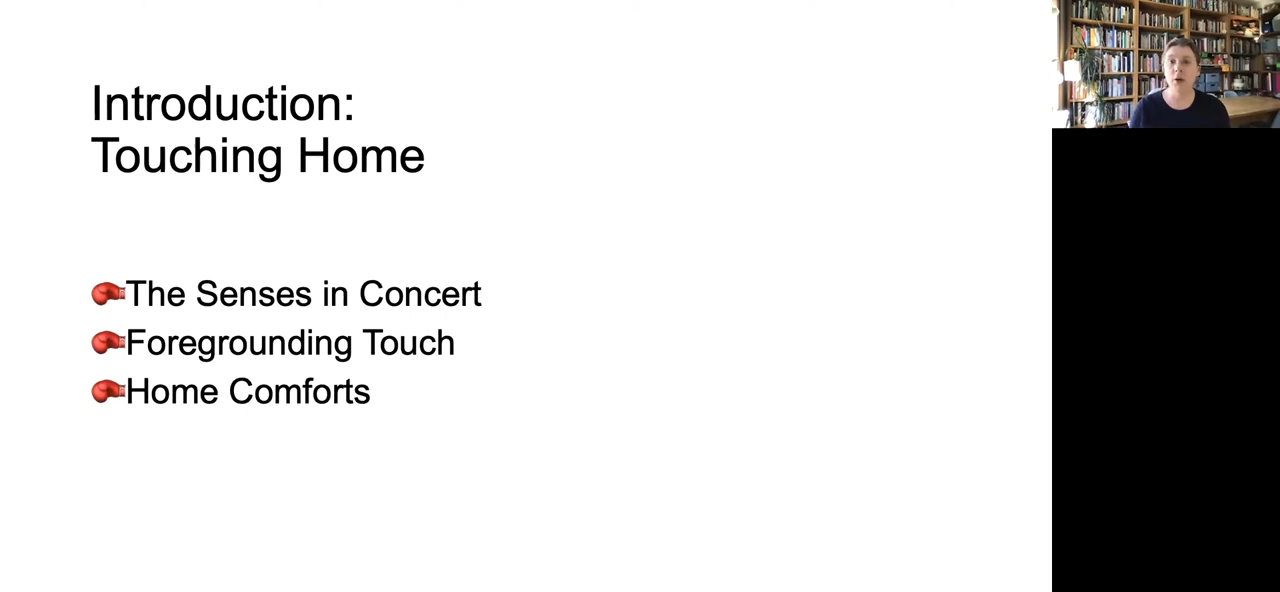 Introduction:
Touching Home
The Senses in Concert
Foregrounding Touch
Home Comforts